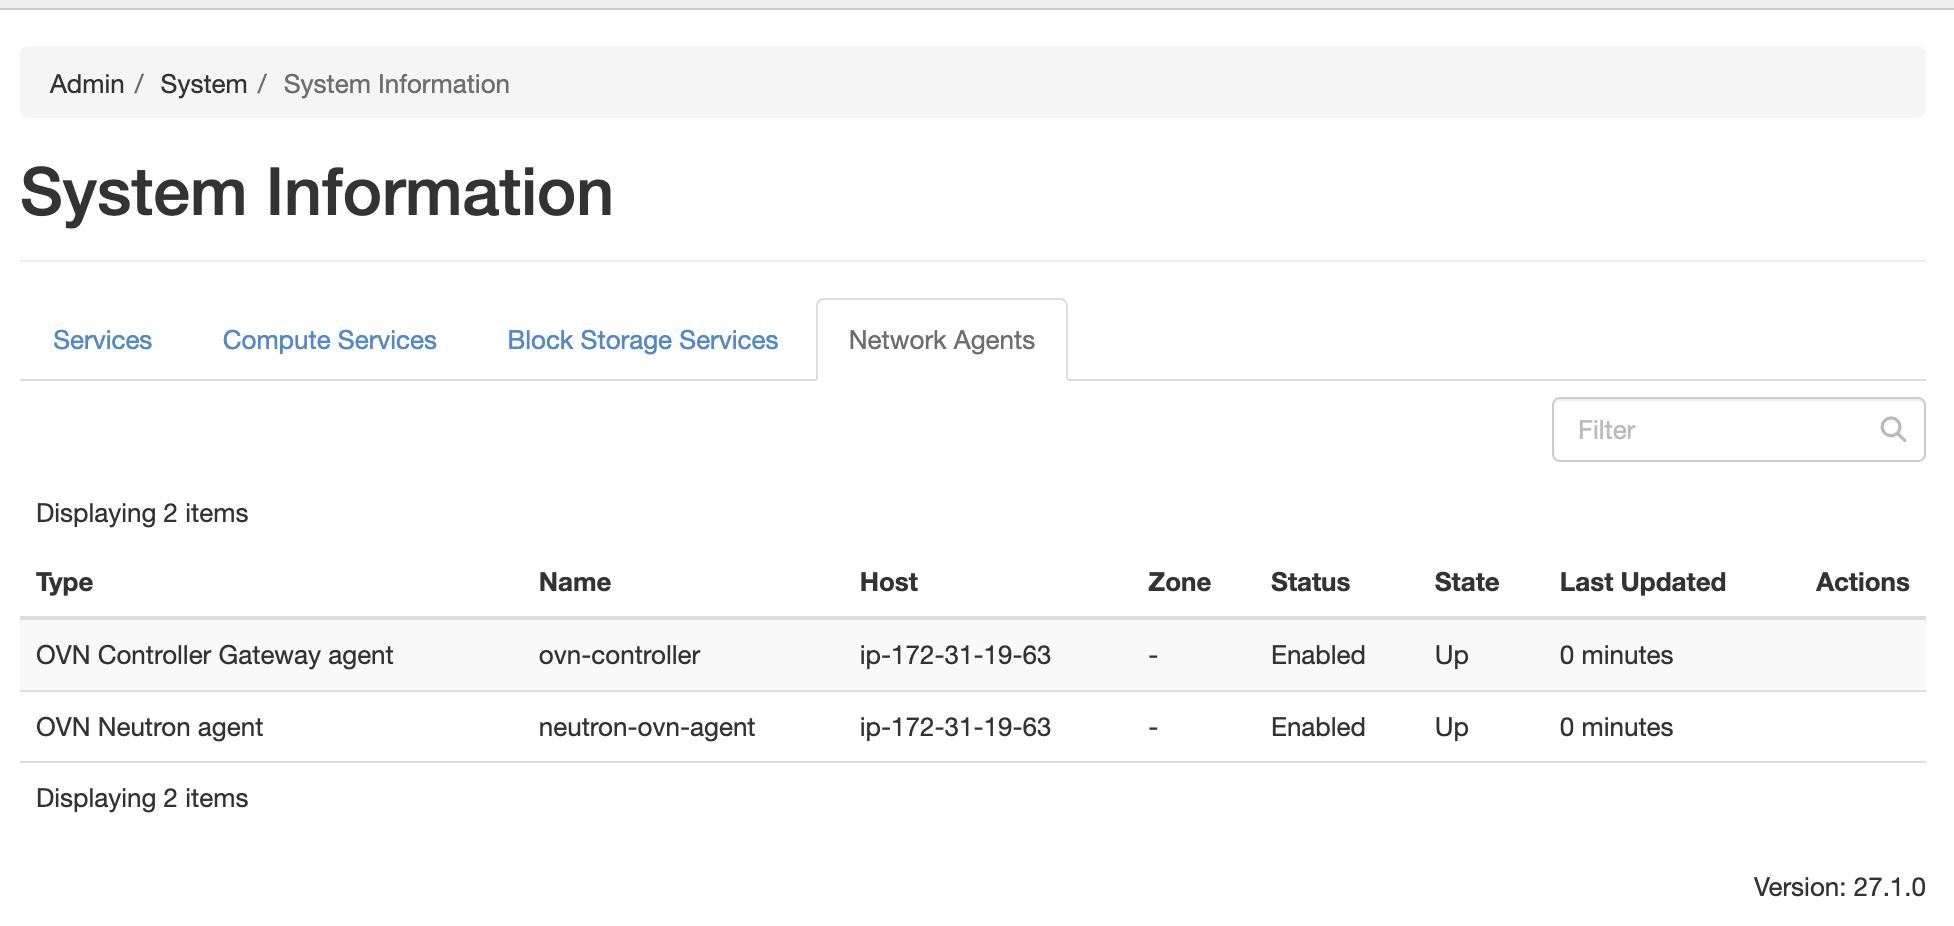 Admin / System / System Information
System Information
Services Compute Services Block Storage Services Network Agents
Filter
Displaying 2 items
Type Name Host Zone Status State Last Updated Actions
OVN Controller Gateway agent ovn-controller ip-172-31-19-63 - Enabled Up 0 minutes
OVN Neutron agent neutron-ovn-agent ip-172-31-19-63 - Enabled Up 0 minutes
Displaying 2 items
Version: 27.1.0